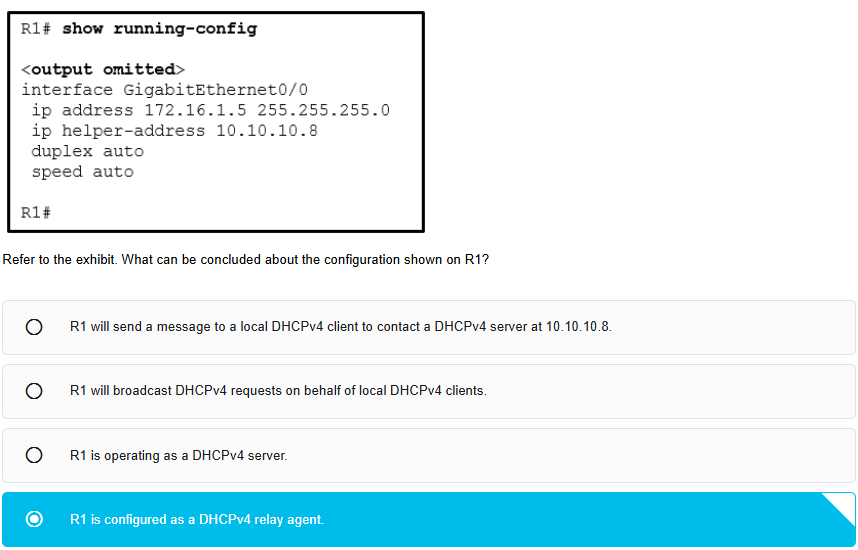 R1# show running-config
<output omitted>
interface GigabitEthernet0/0
ip address 172.16.1.5 255.255.255.0
ip helper-address 10.10.10.8
duplex auto
speed auto
R1#
Refer to the exhibit. What can be concluded about the configuration shown on R1?
R1 will send a message to a local DHCPv4 client to contact a DHCPv4 server at 10.10.10.8.
R1 will broadcast DHCPv4 requests on behalf of local DHCPv4 clients.
R1 is operating as a DHCPv4 server.
R1 is configured as a DHCPv4 relay agent.